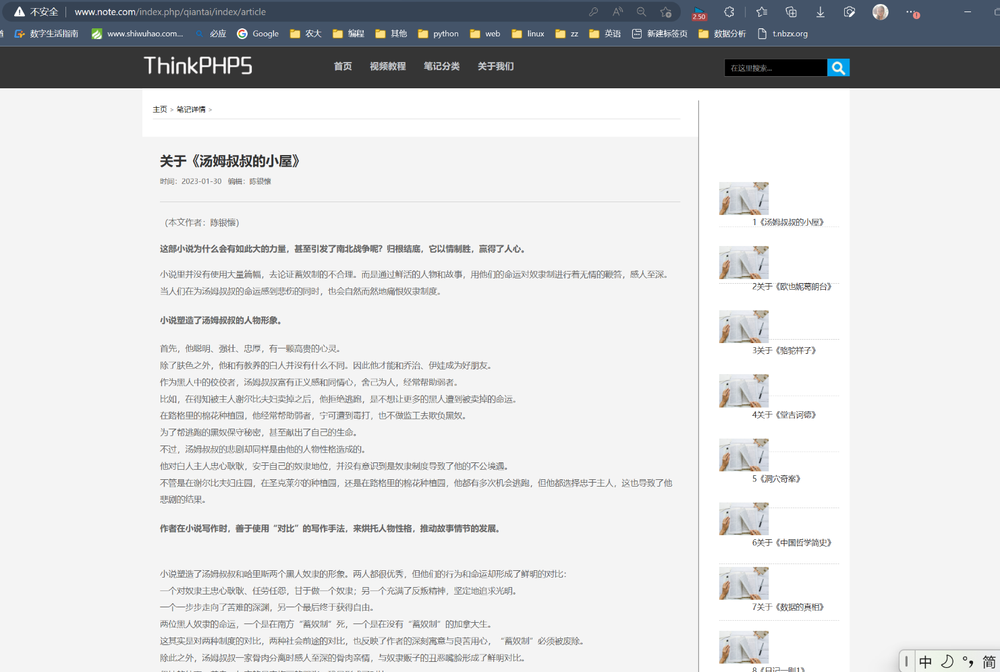 不安全
www.note.com/index.php/qiantai/index/article
2.50
数字生活指南
www.shiwuhao.com...
必应
Google
农大
编程
其他
python
web
linux
zz
英语
新建标签页
数据分析
t.nbzx.org
ThinkPHP5
首页
视频教程
笔记分类
关于我们
在这里搜索...
主页 > 笔记详情 >
关于《汤姆叔叔的小屋》
时间：2023-01-30 编辑：陈银懷
（本文作者：陈银懷）
这部小说为什么会有如此大的力量，甚至引发了南北战争呢？归根结底，它以情制胜，赢得了人心。
小说里并没有使用大量篇幅，去论证蓄奴制的不合理。而是通过鲜活的人物和故事，用他们的命运对奴隶制进行着无情的鞭笞，感人至深。
当人们在为汤姆叔叔的命运感到悲伤的同时，也会自然而然地痛恨奴隶制度。
小说塑造了汤姆叔叔的人物形象。
首先，他聪明、强壮、忠厚，有一颗高贵的心灵。
除了肤色之外，他和有教养的白人并没有什么不同。因此他才能和乔治、伊娃成为好朋友。
作为黑人中的佼佼者，汤姆叔叔富有正义感和同情心，舍己为人，经常帮助弱者。
比如，在得知被主人谢尔比夫妇卖掉之后，他拒绝逃跑，是不想让更多的黑人遭到被卖掉的命运。
在路格里的棉花种植园，他经常帮助弱者，宁可遭到毒打，也不做监工去欺负黑奴。
为了帮逃跑的黑奴保守秘密，甚至献出了自己的生命。
不过，汤姆叔叔的悲剧却同样是由他的人物性格造成的。
他对白人主人忠心耿耿，安于自己的奴隶地位，并没有意识到是奴隶制度导致了他的不公境遇。
不管是在谢尔比夫妇庄园，在圣克莱尔的种植园，还是在路格里的棉花种植园，他都有多次机会逃跑，但他都选择忠于主人，这也导致了他
悲剧的结果。
作者在小说写作时，善于使用“对比”的写作手法，来烘托人物性格，推动故事情节的发展。
小说塑造了汤姆叔叔和哈里斯两个黑人奴隶的形象。两人都很优秀，但他们的行为和命运却形成了鲜明的对比：
一个对奴隶主忠心耿耿、任劳任怨，甘于做一个奴隶；另一个充满了反叛精神，坚定地追求光明。
一个一步步走向了苦难的深渊，另一个最后终于获得自由。
两位黑人奴隶的命运，一个是在南方“蓄奴制”死，一个是在没有“蓄奴制”的加拿大生。
这其实是对两种制度的对比，两种社会前途的对比，也反映了作者的深刻寓意与良苦用心，“蓄奴制”必须被废除。
除此之外，汤姆叔叔一家骨肉分离时感人至深的骨肉亲情，与奴隶贩子的丑恶嘴脸形成了鲜明对比。
1《汤姆叔叔的小屋》
2关于《欧也妮葛朗台》
3关于《骆驼祥子》
4关于《堂吉诃德》
5《洞穴奇案》
6关于《中国哲学简史》
7关于《数据的真相》
8《日记一则1》
中
简